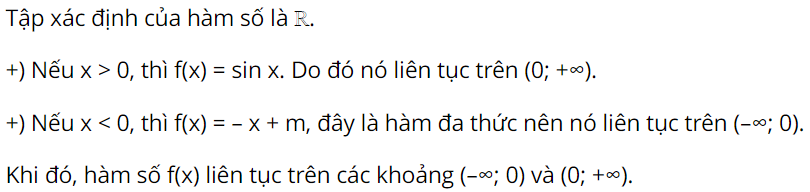 Tập xác định của hàm số là ℝ.
+) Nếu x > 0, thì f(x) = sin x. Do đó nó liên tục trên (0; +∞).
+) Nếu x < 0, thì f(x) = – x + m, đây là hàm đa thức nên nó liên tục trên (–∞; 0).
Khi đó, hàm số f(x) liên tục trên các khoảng (–∞; 0) và (0; +∞).